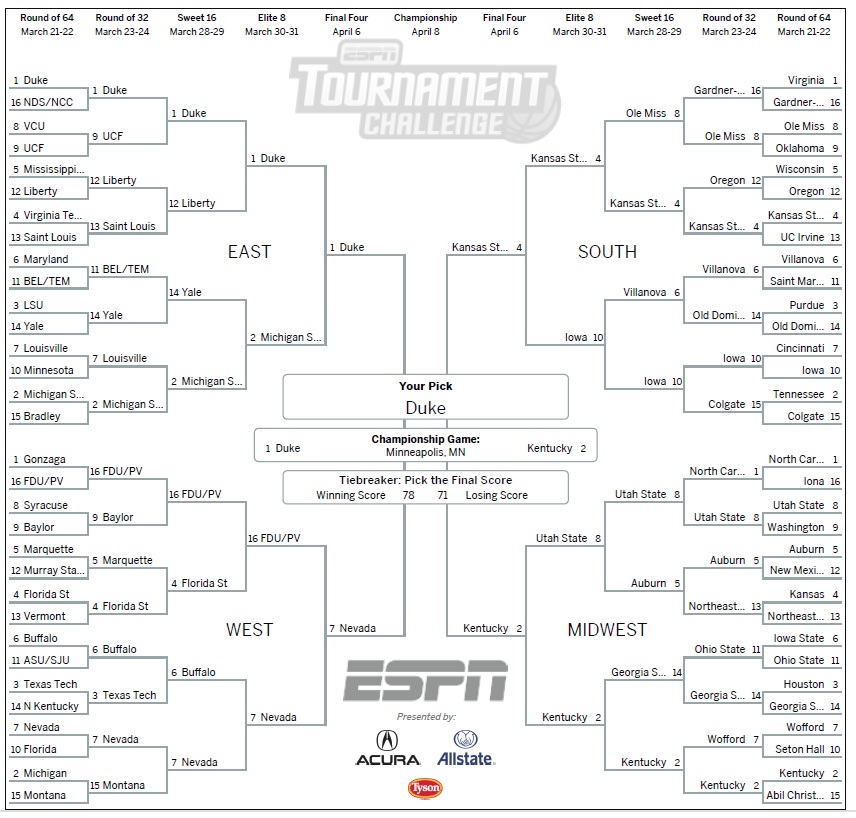 Round of 64 Round of 32 Sweet 16 Elite 8 Final Four Championship Final Four Elite 8 Sweet 16 Round of 32 Round of 64
March 21-22 March 23-24 March 28-29 March 30-31 April 6 April 8 April 6 March 30-31 March 28-29 March 23-24 March 21-22
ESPN
TOURNAMENT
CHALLENGE
EAST
1 Duke
16 NDS/NCC
8 VCU
9 UCF
5 Mississippi...
12 Liberty
4 Virginia Te...
13 Saint Louis
6 Maryland
11 BEL/TEM
3 LSU
14 Yale
7 Louisville
10 Minnesota
2 Michigan S...
15 Bradley
1 Duke
9 UCF
12 Liberty
13 Saint Louis
11 BEL/TEM
14 Yale
7 Louisville
2 Michigan S...
1 Duke
12 Liberty
14 Yale
2 Michigan S...
1 Duke
2 Michigan S...
1 Duke
WEST
1 Gonzaga
16 FDU/PV
8 Syracuse
9 Baylor
5 Marquette
12 Murray Sta...
4 Florida St
13 Vermont
6 Buffalo
11 ASU/SJU
3 Texas Tech
14 N Kentucky
7 Nevada
10 Florida
2 Michigan
15 Montana
16 FDU/PV
9 Baylor
5 Marquette
4 Florida St
6 Buffalo
3 Texas Tech
7 Nevada
15 Montana
16 FDU/PV
4 Florida St
6 Buffalo
7 Nevada
16 FDU/PV
7 Nevada
7 Nevada
Your Pick
Duke
Championship Game:
1 Duke Minneapolis, MN Kentucky 2
Tiebreaker: Pick the Final Score
Winning Score 78 71 Losing Score
SOUTH
Kansas St... 4
Kansas St... 4
Iowa 10
Ole Miss 8
Kansas St... 4
Villanova 6
Iowa 10
Gardner-... 16
Ole Miss 8
Oregon 12
Kansas St... 4
Villanova 6
Old Domi... 14
Iowa 10
Colgate 15
Virginia 1
Gardner-... 16
Ole Miss 8
Oklahoma 9
Wisconsin 5
Oregon 12
Kansas St... 4
UC Irvine 13
Villanova 6
Saint Mar... 11
Purdue 3
Old Domi... 14
Cincinnati 7
Iowa 10
Tennessee 2
Colgate 15
MIDWEST
Kentucky 2
Utah State 8
Kentucky 2
Utah State 8
Auburn 5
Georgia S... 14
Kentucky 2
North Car... 1
Utah State 8
Auburn 5
Northeast... 13
Ohio State 11
Georgia S... 14
Wofford 7
Kentucky 2
North Car... 1
Iona 16
Utah State 8
Washington 9
Auburn 5
New Mexi... 12
Kansas 4
Northeast... 13
Iowa State 6
Ohio State 11
Houston 3
Georgia S... 14
Wofford 7
Seton Hall 10
Kentucky 2
Abil Christ... 15
ESPN
Presented by:
ACURA
Allstate
Tyson